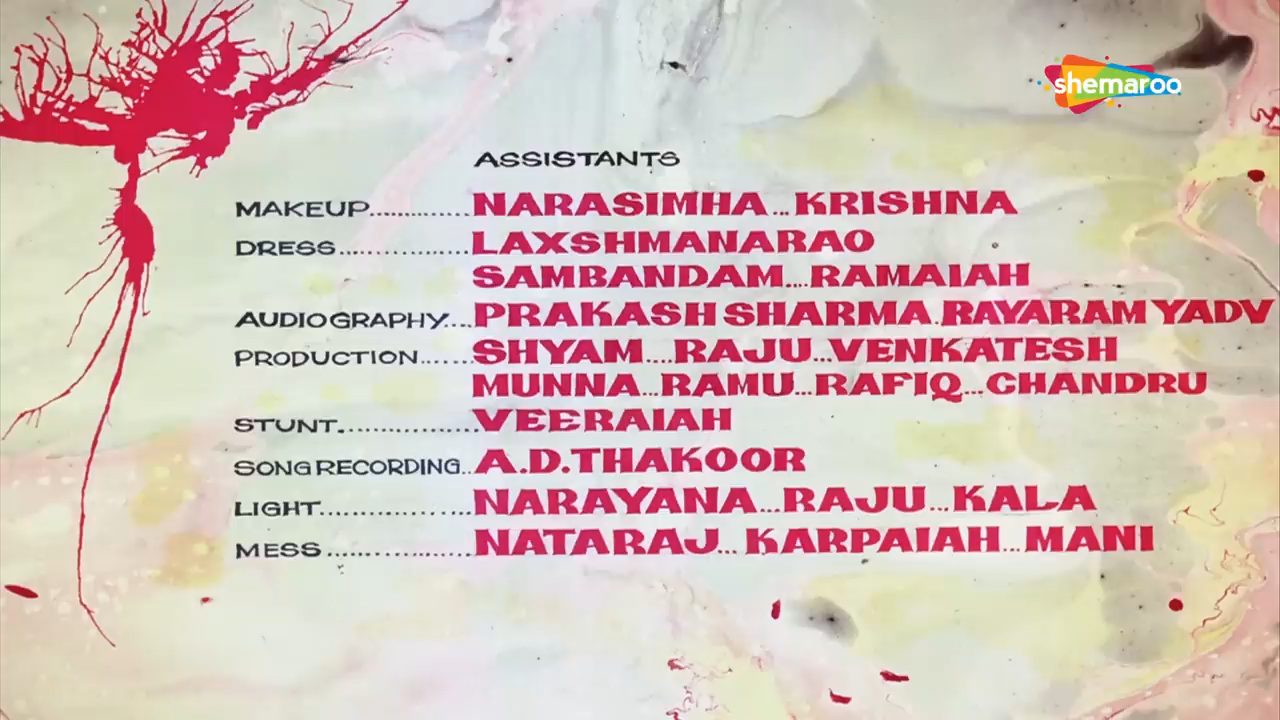 shemaroo
ASSISTANTS
MAKEUP............NARASIMHA...KRISHNA
DRESS...............LAXSHMANARAO
SAMBANDAM....RAMAIAH
AUDIOGRAPHY....PRAKASH SHARMA.RAYARAM YADV
PRODUCTION......SHYAM....RAJU...VENKATESH
MUNNA...RAMU...RAFIQ...CHANDRU
STUNT................VEERAIAH
SONG RECORDING..A.D.THAKOOR
LIGHT.................NARAYANA...RAJU...KALA
MESS.................NATARAJ...KARPAIAH...MANI